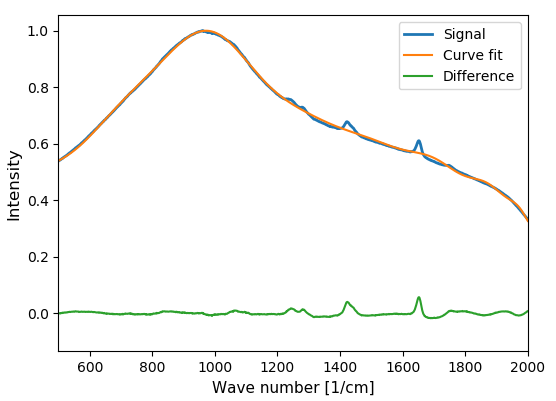 Signal
Curve fit
Difference
1.0
0.8
0.6
0.4
0.2
0.0
Intensity
600 800 1000 1200 1400 1600 1800 2000
Wave number [1/cm]